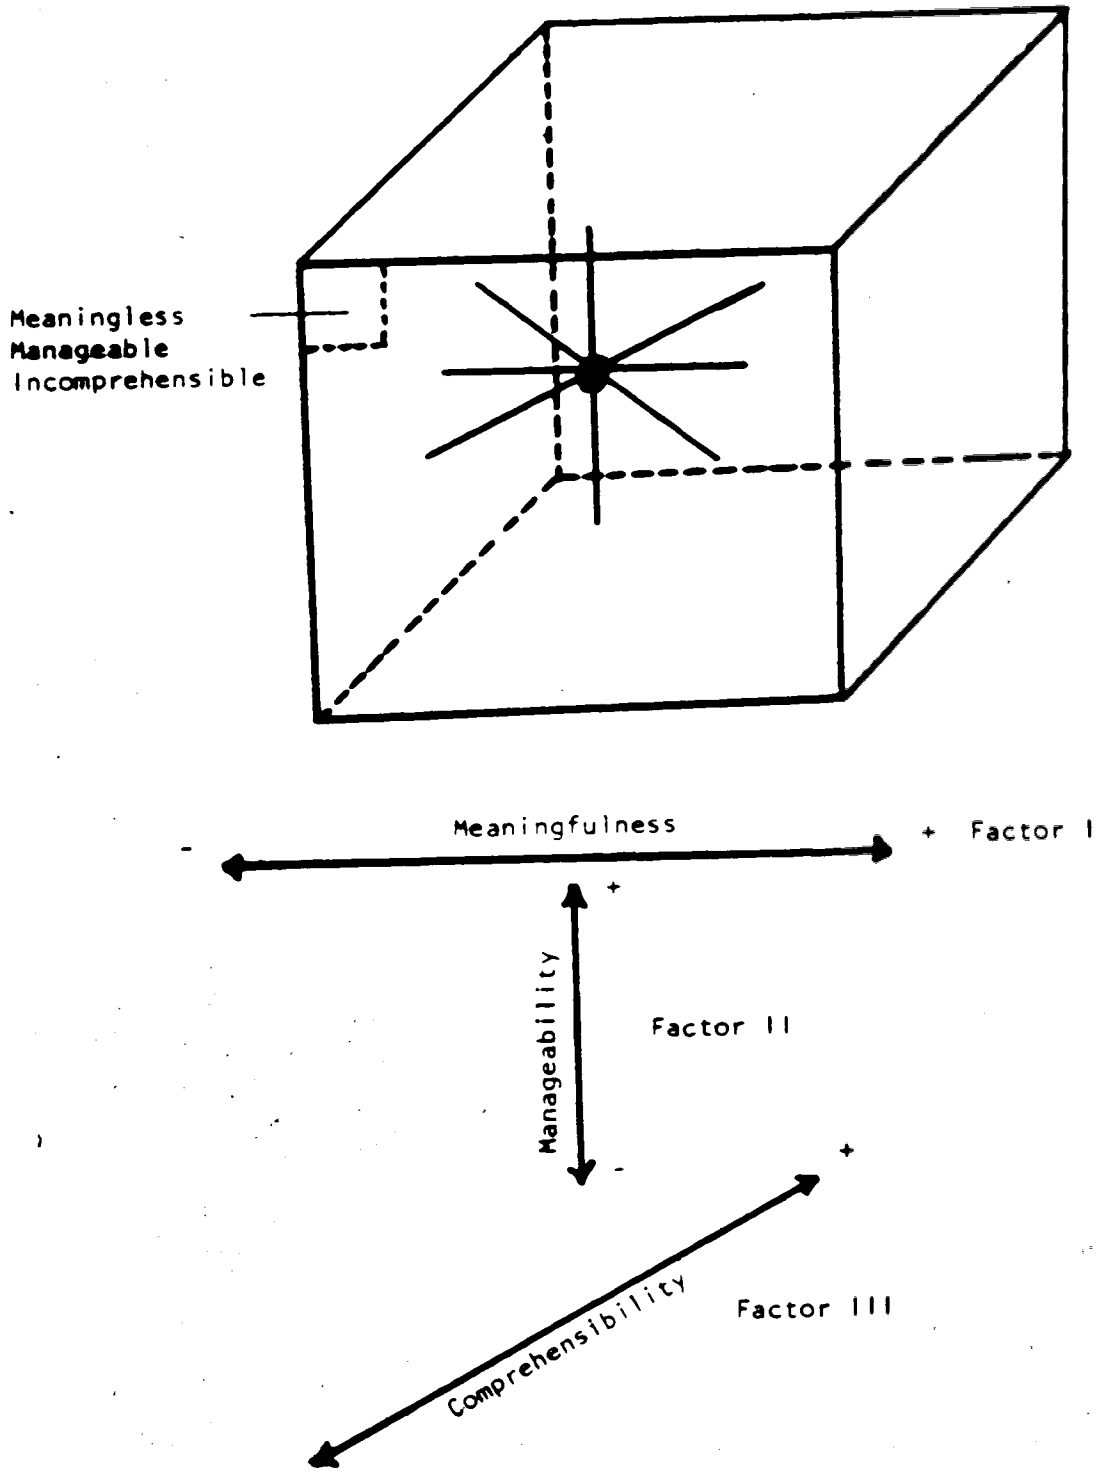 Meaningless
Manageable
Incomprehensible
Meaningfulness
- + Factor I
+
Manageability
Factor II
-
+
Comprehensibility
Factor III